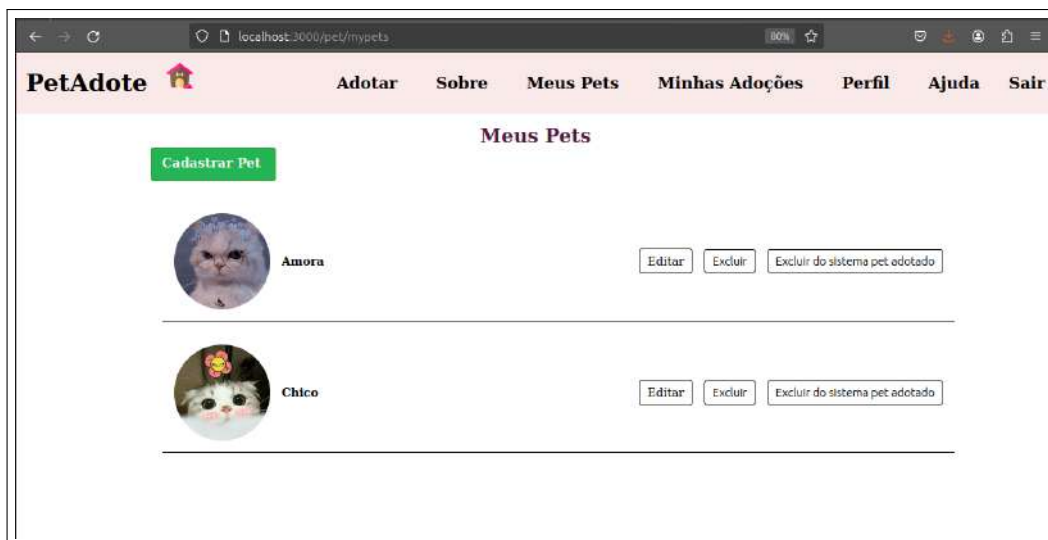 localhost:3000/pet/mypets 80%
PetAdote Adotar Sobre Meus Pets Minhas Adoções Perfil Ajuda Sair
Meus Pets
Cadastrar Pet
Amora Editar Excluir Excluir do sistema pet adotado
Chico Editar Excluir Excluir do sistema pet adotado